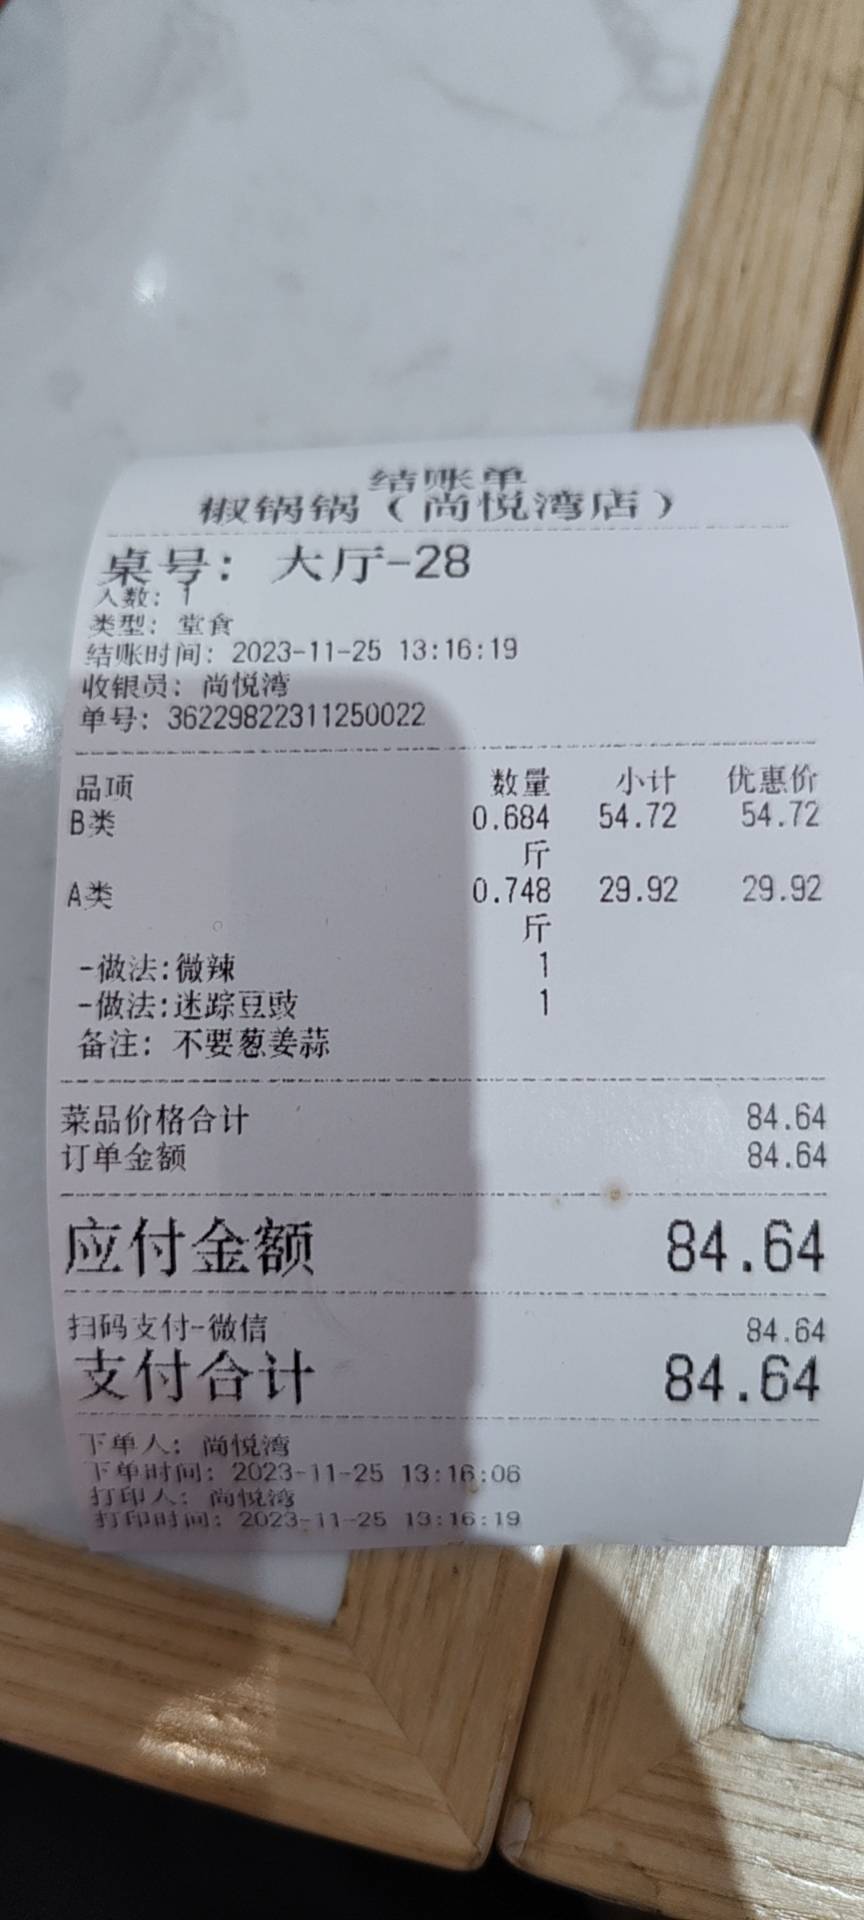 结账单
椒锅锅（尚悦湾店）
桌号：大厅-28
人数：1
类型：堂食
结账时间：2023-11-25 13:16:19
收银员：尚悦湾
单号：36229822311250022
品项 数量 小计 优惠价
B类 0.684 54.72 54.72
斤
A类 0.748 29.92 29.92
斤
-做法:微辣 1
-做法:迷踪豆豉 1
备注：不要葱姜蒜
菜品价格合计 84.64
订单金额 84.64
应付金额 84.64
扫码支付-微信 84.64
支付合计 84.64
下单人：尚悦湾
下单时间：2023-11-25 13:16:06
打印人：尚悦湾
打印时间：2023-11-25 13:16:19